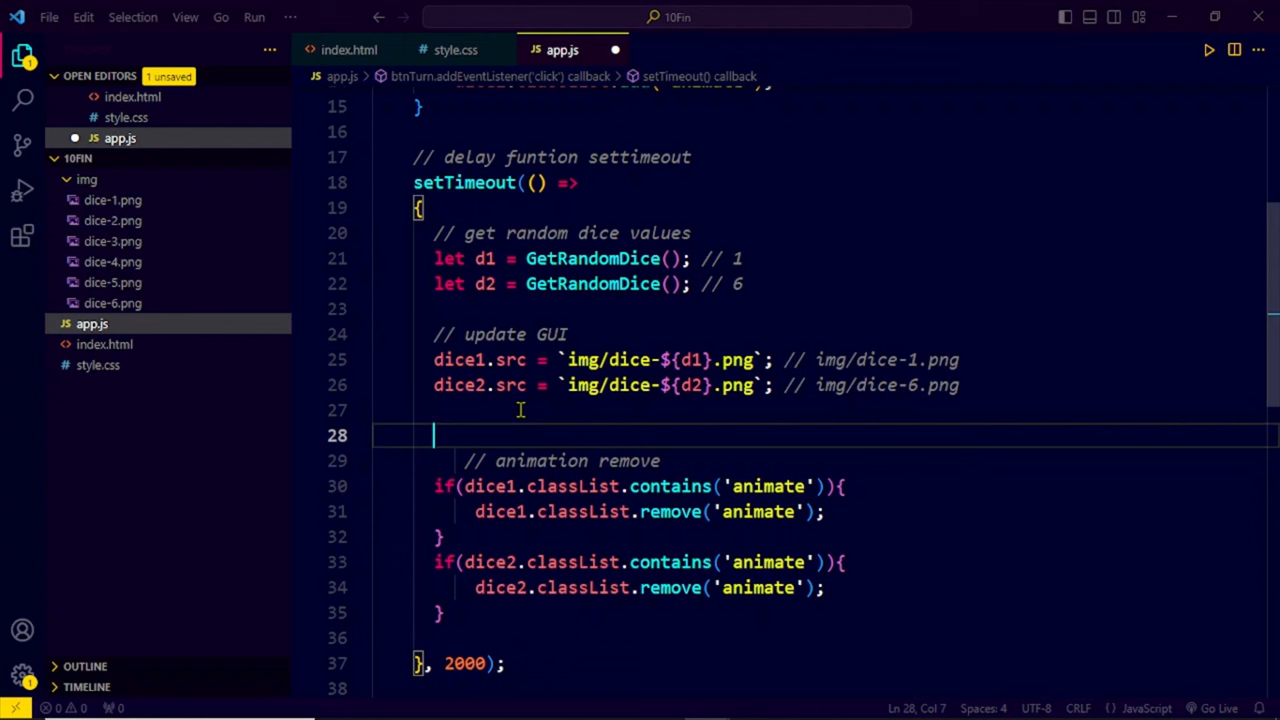 File Edit Selection View Go Run ··· 10Fin
index.html style.css JS app.js
OPEN EDITORS 1 unsaved
index.html
style.css
JS app.js
10FIN
img
dice-1.png
dice-2.png
dice-3.png
dice-4.png
dice-5.png
dice-6.png
JS app.js
index.html
style.css
OUTLINE
TIMELINE
1
1
JS app.js > btnTurn.addEventListener('click') callback > setTimeout() callback
15 }
16
17 // delay funtion settimeout
18 setTimeout(() =>
19 {
20 // get random dice values
21 let d1 = GetRandomDice(); // 1
22 let d2 = GetRandomDice(); // 6
23
24 // update GUI
25 dice1.src = `img/dice-${d1}.png`; // img/dice-1.png
26 dice2.src = `img/dice-${d2}.png`; // img/dice-6.png
27
28
29 // animation remove
30 if(dice1.classList.contains('animate')){
31 dice1.classList.remove('animate');
32 }
33 if(dice2.classList.contains('animate')){
34 dice2.classList.remove('animate');
35 }
36
37 }, 2000);
38
0 0 0 Ln 28, Col 7 Spaces: 4 UTF-8 CRLF {} JavaScript Go Live